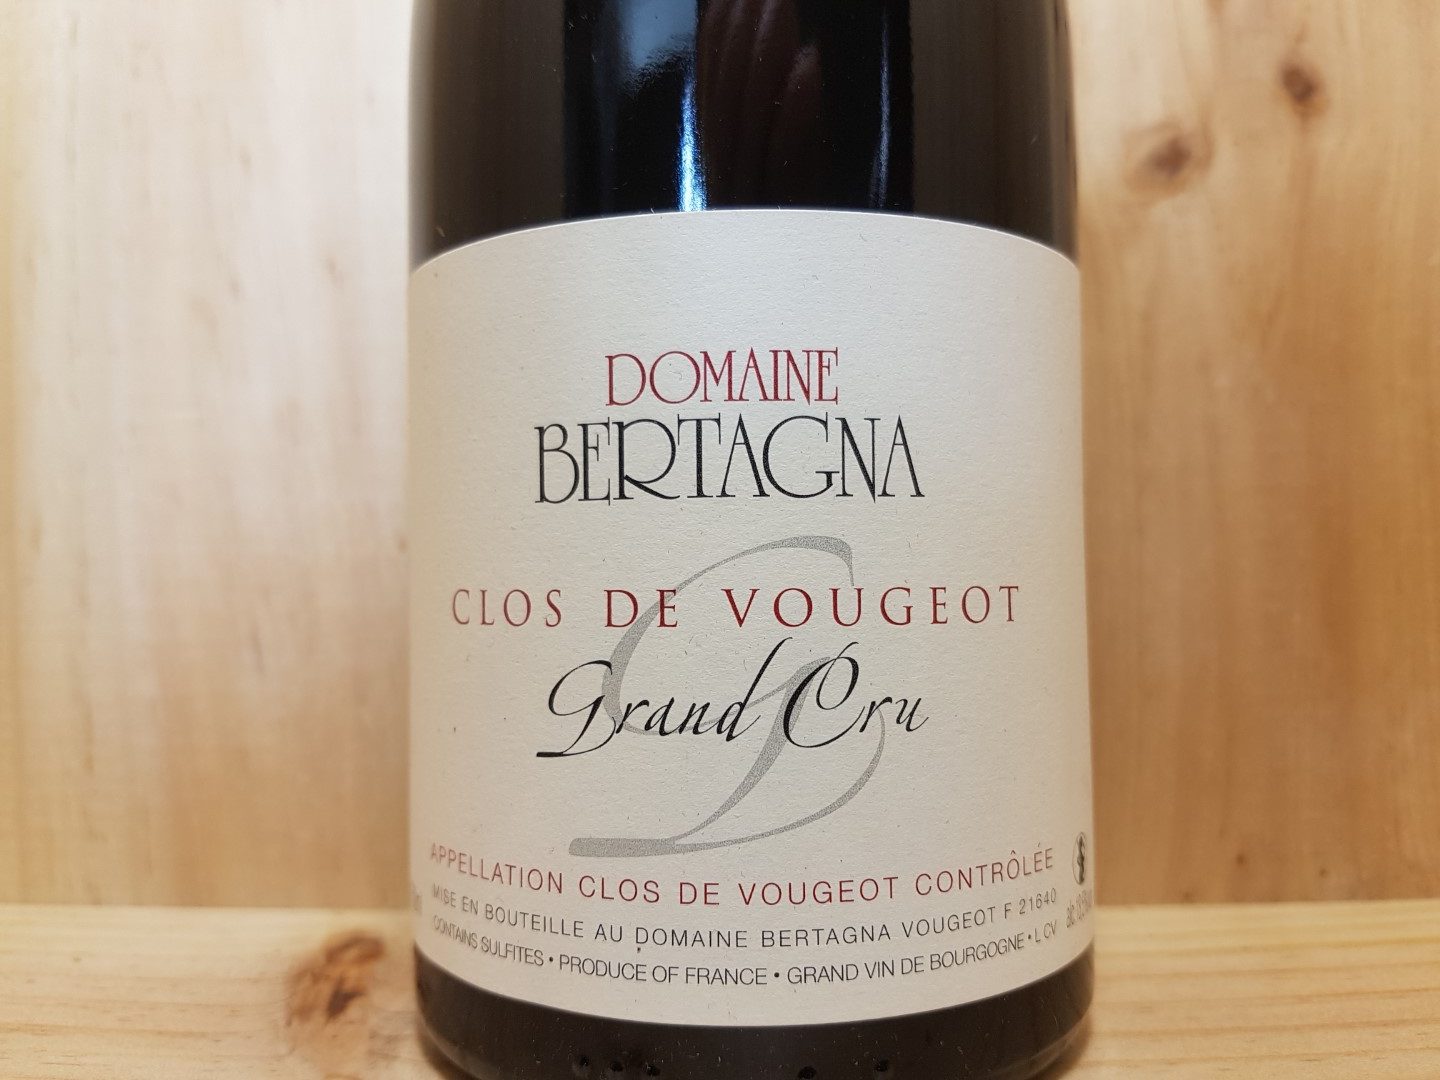 DOMAINE
BERTAGNA
CLOS DE VOUGEOT
Grand Cru
APPELLATION CLOS DE VOUGEOT CONTRÔLÉE
MISE EN BOUTEILLE AU DOMAINE BERTAGNA VOUGEOT F 21640
CONTAINS SULFITES • PRODUCE OF FRANCE • GRAND VIN DE BOURGOGNE • L CV
alc.